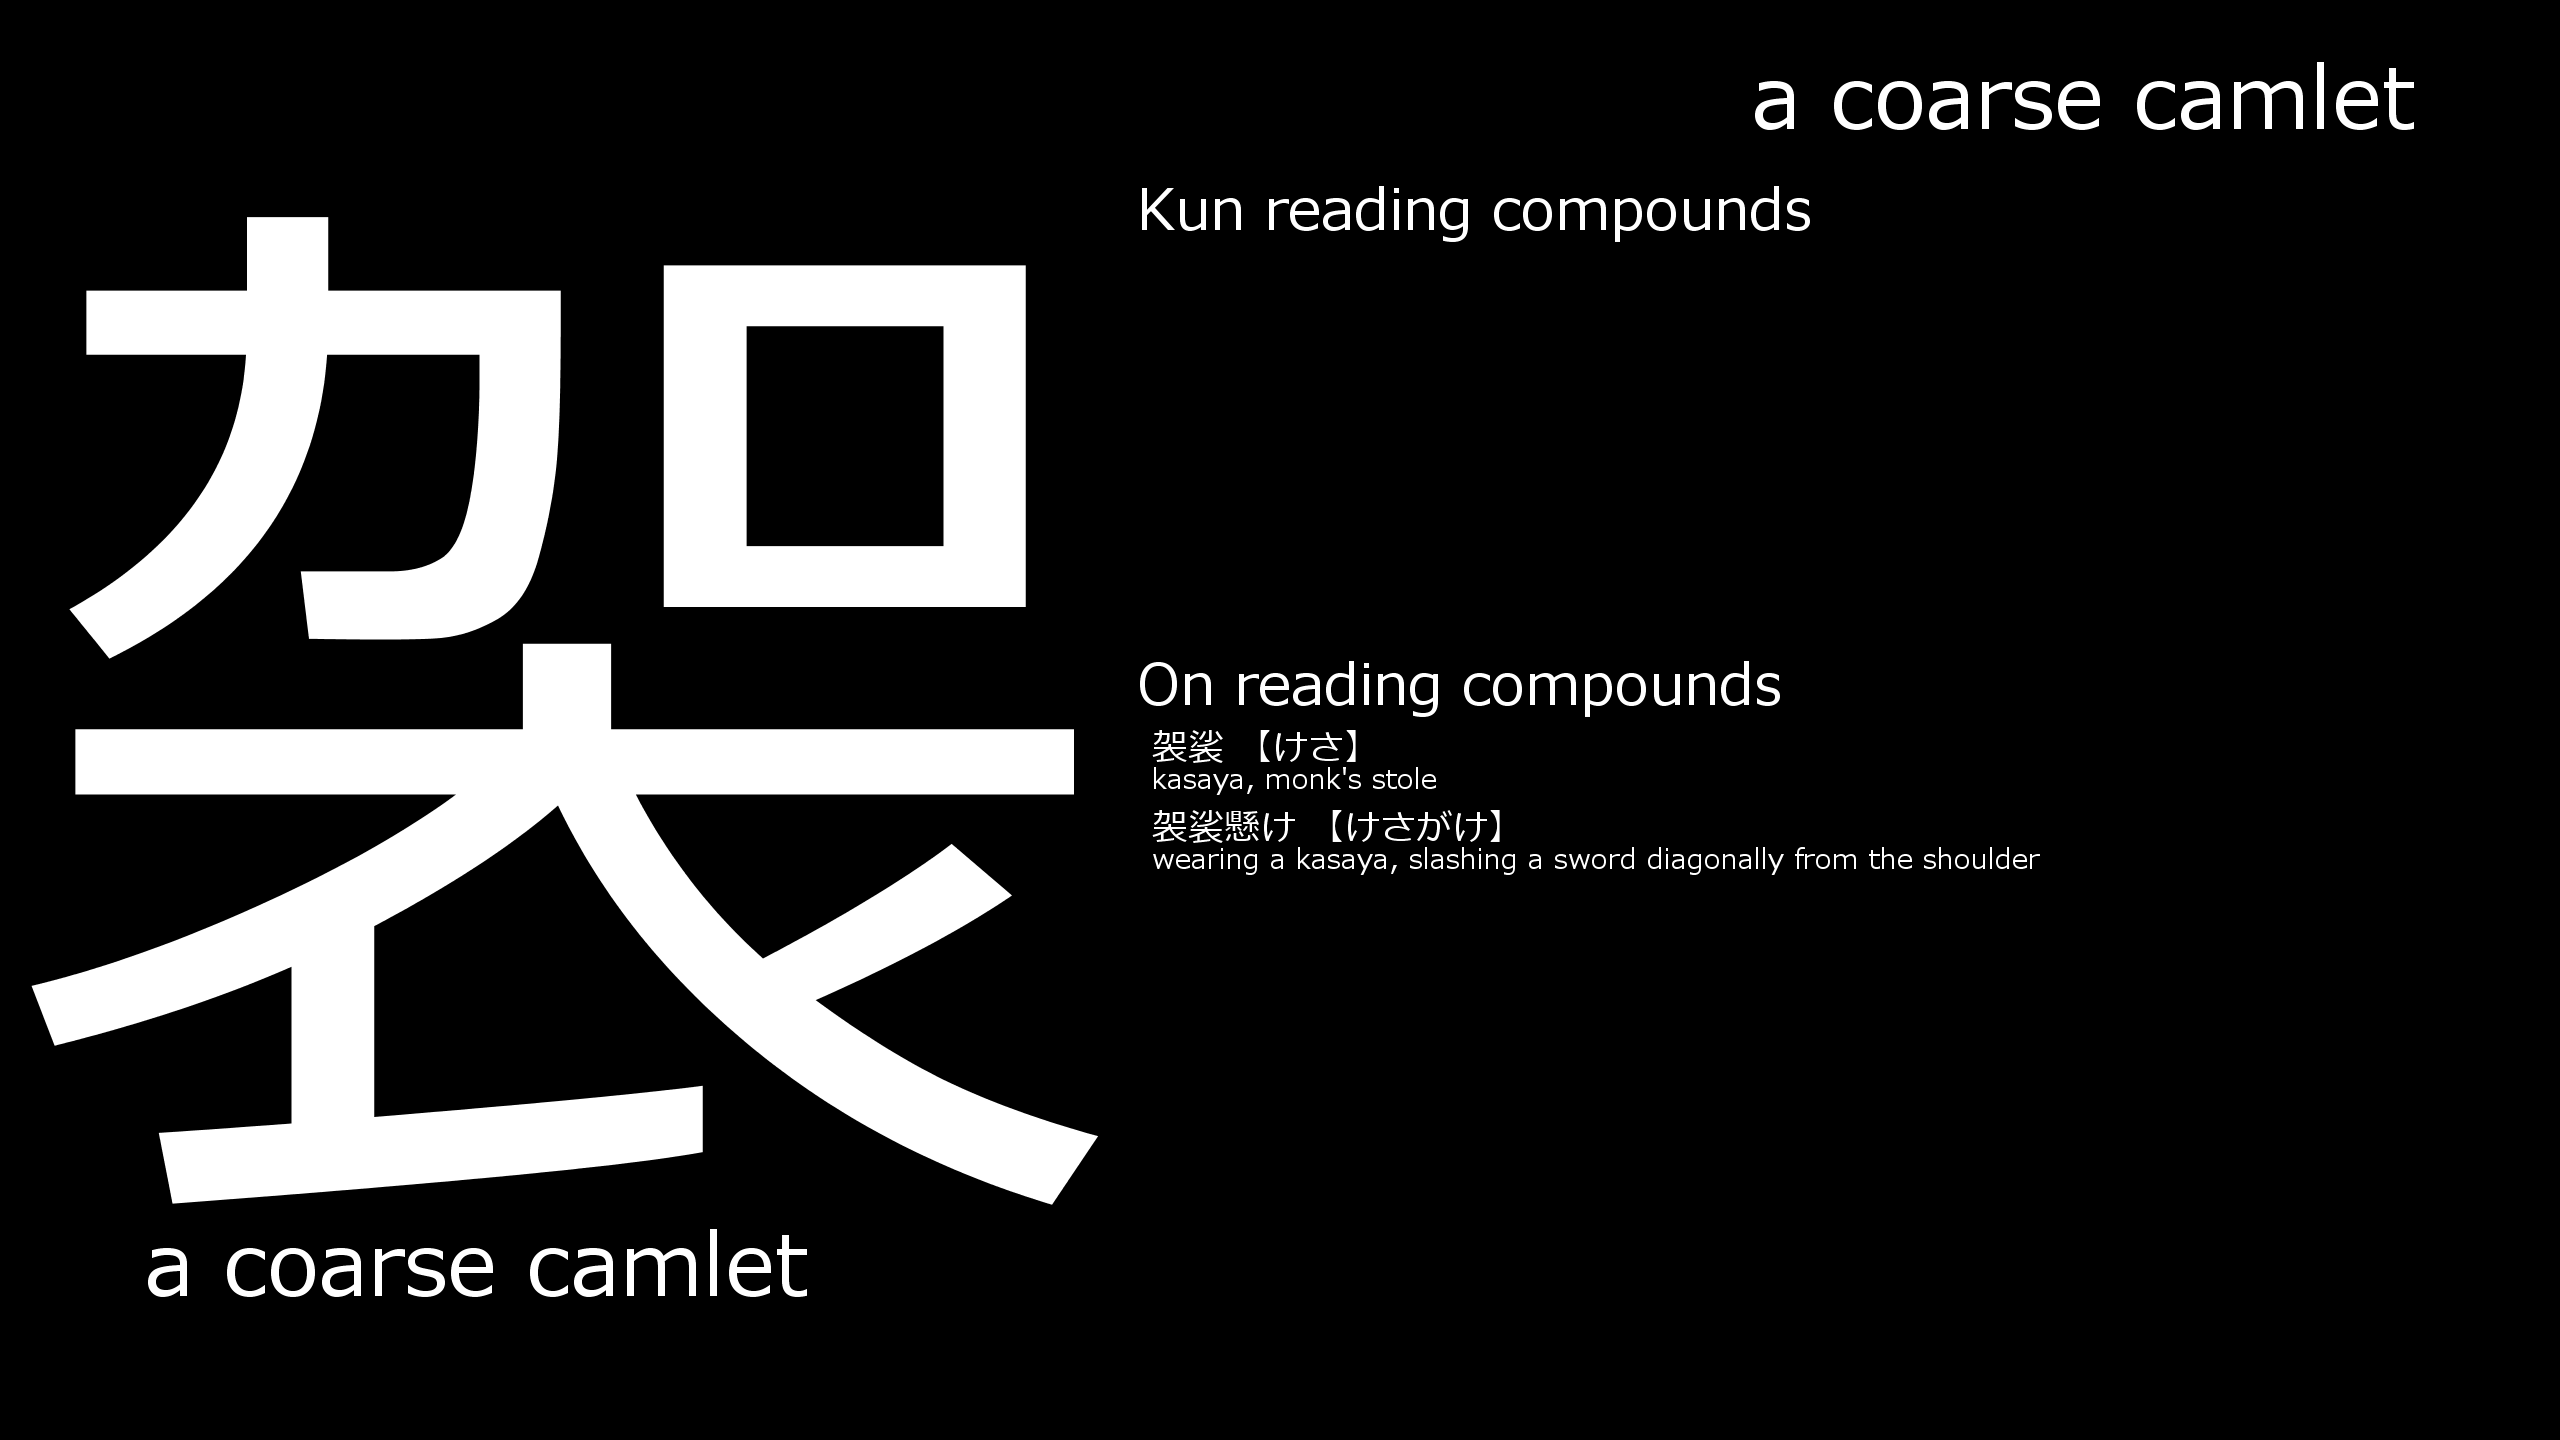 袈
a coarse camlet
a coarse camlet
Kun reading compounds
On reading compounds
袈裟 【けさ】
kasaya, monk's stole
袈裟懸け 【けさがけ】
wearing a kasaya, slashing a sword diagonally from the shoulder